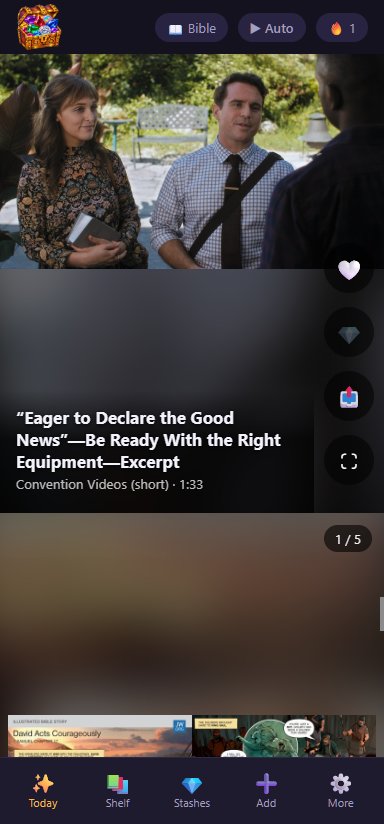 Bible
Auto
1
“Eager to Declare the Good
News”—Be Ready With the Right
Equipment—Excerpt
Convention Videos (short) · 1:33
1 / 5
ILLUSTRATED BIBLE STORY
David Acts Courageously
Today
Shelf
Stashes
Add
More